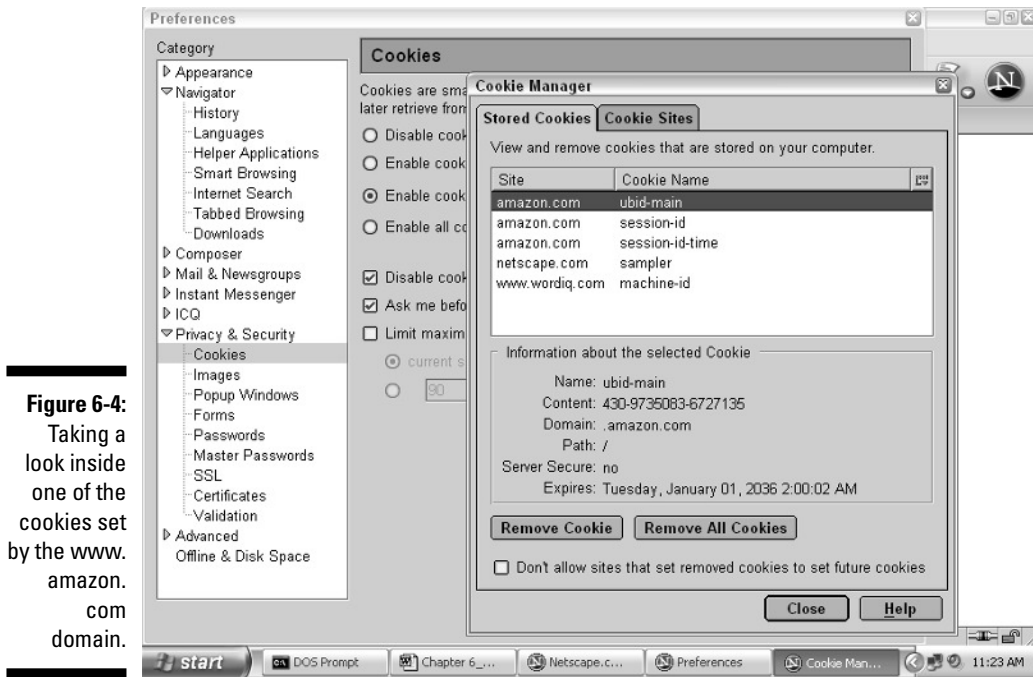 Preferences
Category
Appearance
Navigator
History
Languages
Helper Applications
Smart Browsing
Internet Search
Tabbed Browsing
Downloads
Composer
Mail & Newsgroups
Instant Messenger
ICQ
Privacy & Security
Cookies
Images
Popup Windows
Forms
Passwords
Master Passwords
SSL
Certificates
Validation
Advanced
Offline & Disk Space
Cookies
Cookies are sma
later retrieve from
Disable cook
Enable cook
Enable cook
Enable all co
Disable cook
Ask me befo
Limit maxim
current s
90
Cookie Manager
Stored Cookies Cookie Sites
View and remove cookies that are stored on your computer.
Site Cookie Name
amazon.com ubid-main
amazon.com session-id
amazon.com session-id-time
netscape.com sampler
www.wordiq.com machine-id
Information about the selected Cookie
Name: ubid-main
Content: 430-9735083-6727135
Domain: .amazon.com
Path: /
Server Secure: no
Expires: Tuesday, January 01, 2036 2:00:02 AM
Remove Cookie Remove All Cookies
Don't allow sites that set removed cookies to set future cookies
Close Help
N
start DOS Prompt Chapter 6_... Netscape.c... Preferences Cookie Man... 11:23 AM
Figure 6-4:
Taking a
look inside
one of the
cookies set
by the www.
amazon.
com
domain.